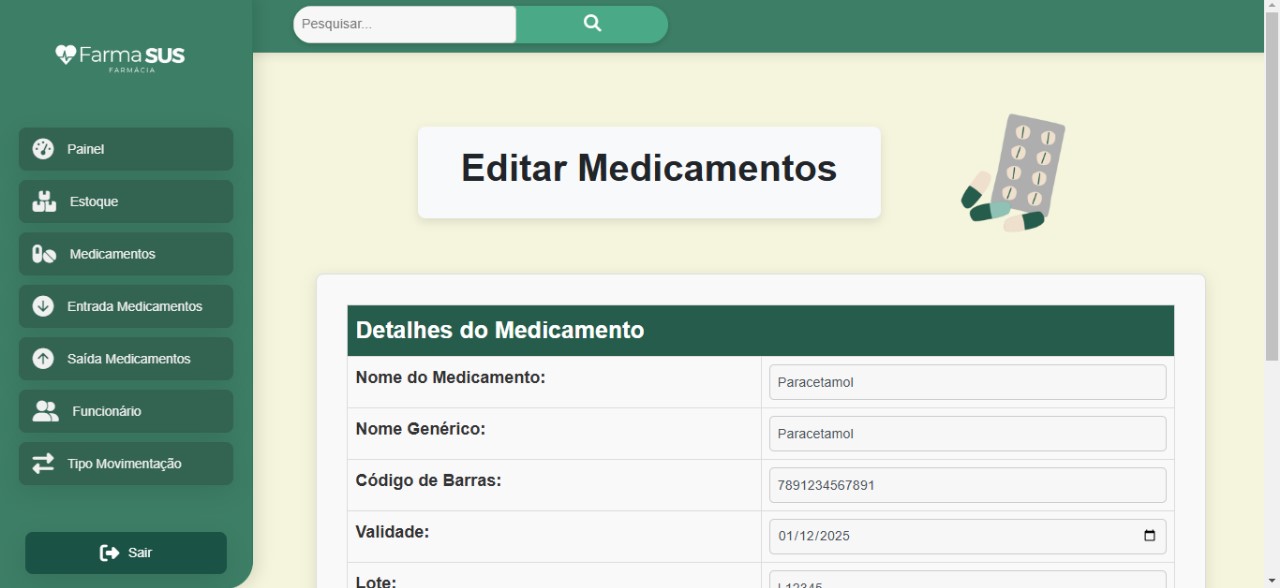 Pesquisar...
Farma SUS
FARMÁCIA
Painel
Estoque
Medicamentos
Entrada Medicamentos
Saída Medicamentos
Funcionário
Tipo Movimentação
Sair
Editar Medicamentos
Detalhes do Medicamento
Nome do Medicamento: Paracetamol
Nome Genérico: Paracetamol
Código de Barras: 7891234567891
Validade: 01/12/2025
Lote: L12345